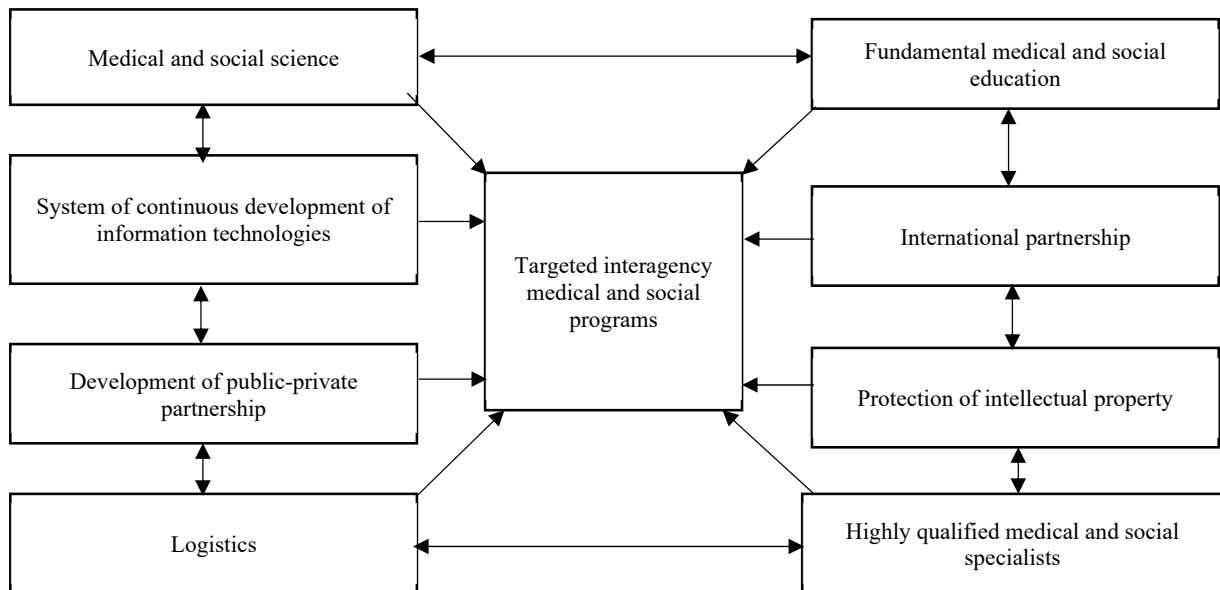 Medical and social science
Fundamental medical and social
education
System of continuous development of
information technologies
Targeted interagency
medical and social
programs
International partnership
Development of public-private
partnership
Protection of intellectual property
Logistics
Highly qualified medical and social
specialists